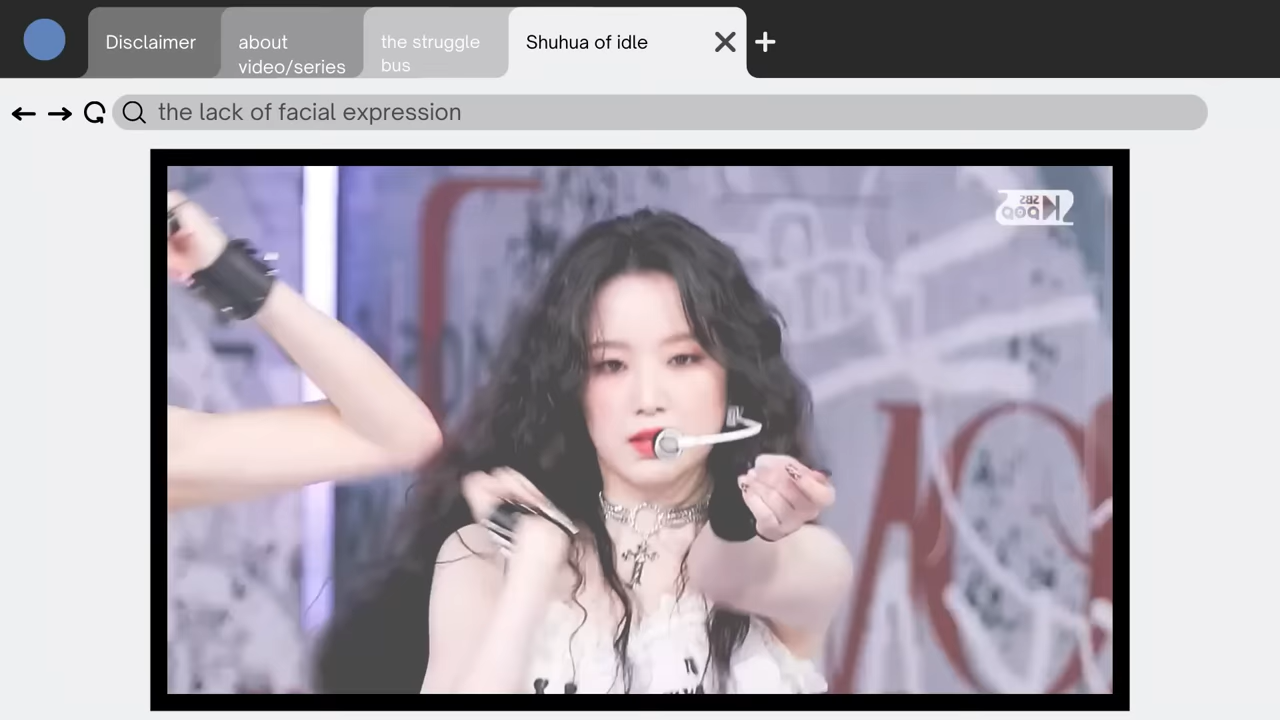 Disclaimer
about
video/series
the struggle
bus
Shuhua of idle
the lack of facial expression
SBS
Kpop